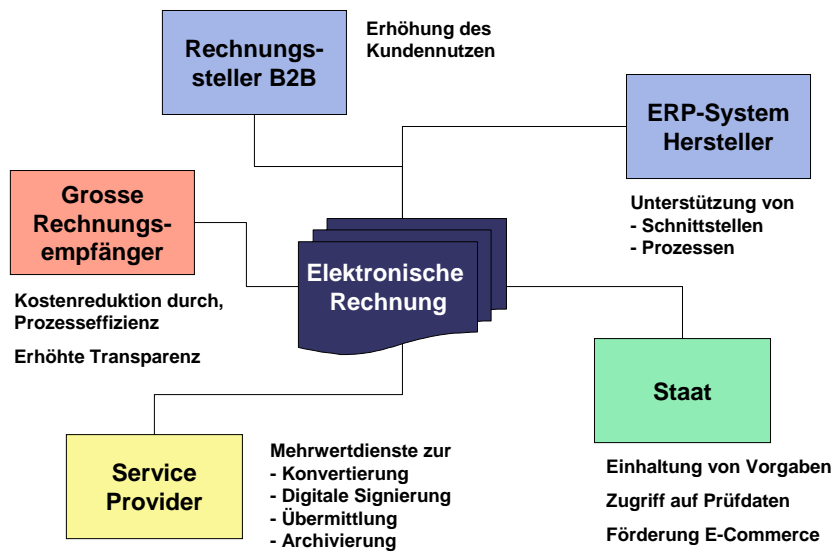 Rechnungs-
steller B2B
Erhöhung des
Kundennutzen
ERP-System
Hersteller
Unterstützung von
- Schnittstellen
- Prozessen
Grosse
Rechnungs-
empfänger
Kostenreduktion durch,
Prozesseffizienz
Erhöhte Transparenz
Elektronische
Rechnung
Staat
Einhaltung von Vorgaben
Zugriff auf Prüfdaten
Förderung E-Commerce
Service
Provider
Mehrwertdienste zur
- Konvertierung
- Digitale Signierung
- Übermittlung
- Archivierung